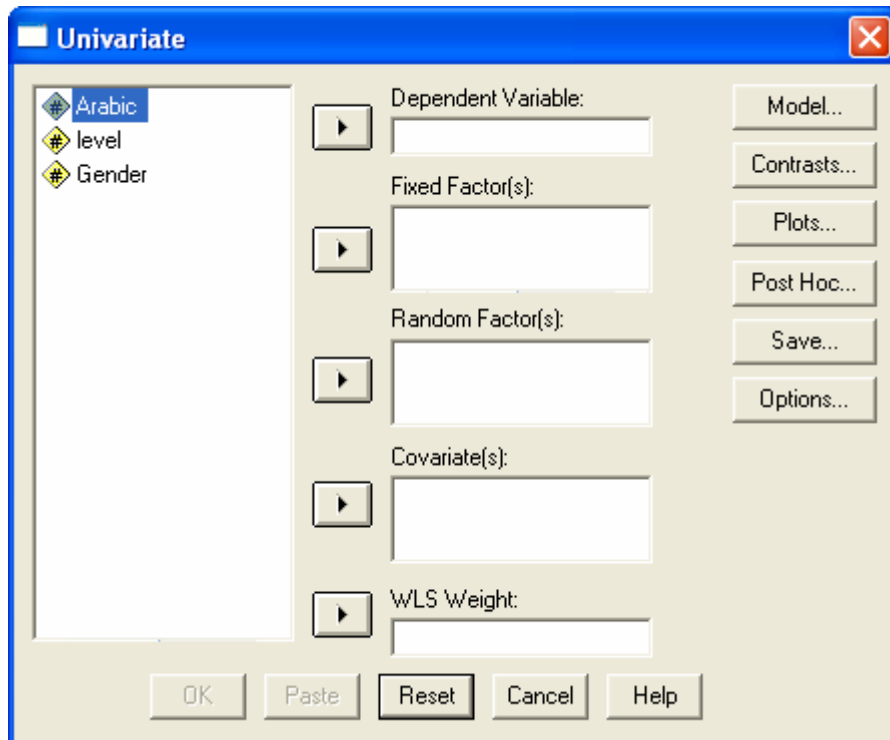 Univariate
Arabic
level
Gender
Dependent Variable:
Fixed Factor(s):
Random Factor(s):
Covariate(s):
WLS Weight:
Model...
Contrasts...
Plots...
Post Hoc...
Save...
Options...
OK
Paste
Reset
Cancel
Help